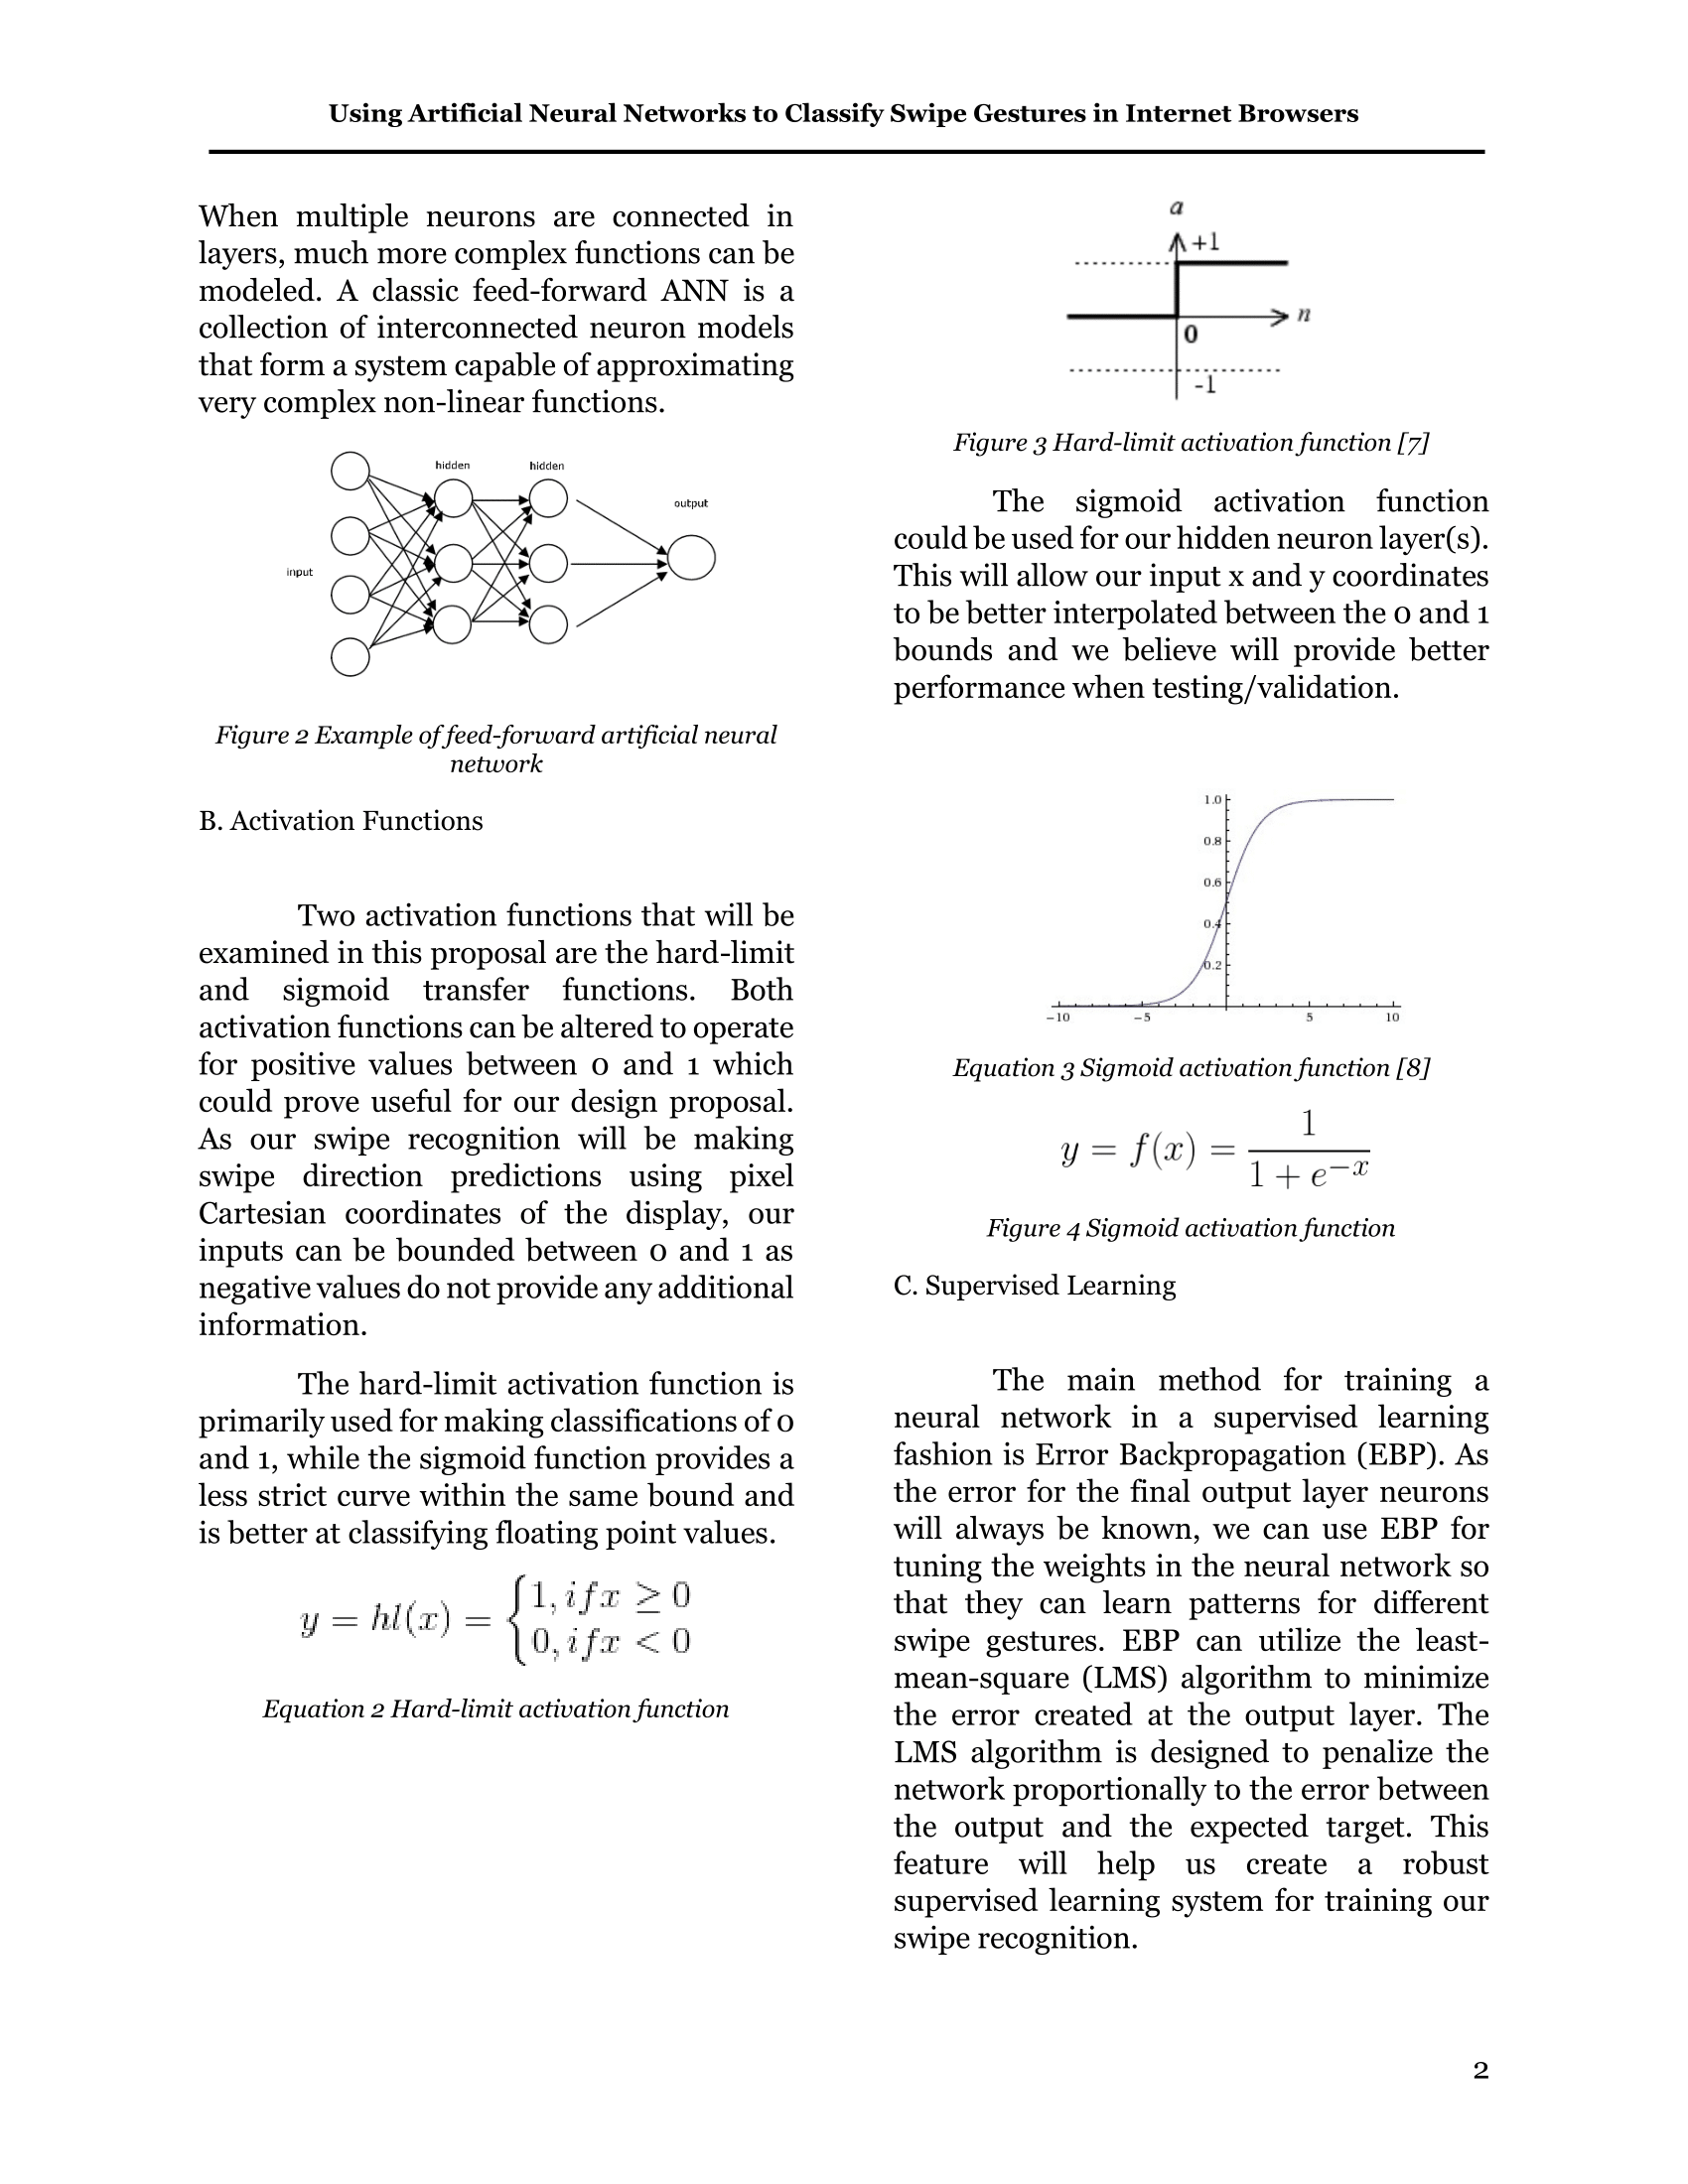 Using Artificial Neural Networks to Classify Swipe Gestures in Internet Browsers
When multiple neurons are connected in
layers, much more complex functions can be
modeled. A classic feed-forward ANN is a
collection of interconnected neuron models
that form a system capable of approximating
very complex non-linear functions.
hidden
hidden
output
input
Figure 2 Example of feed-forward artificial neural
network
B. Activation Functions
Two activation functions that will be
examined in this proposal are the hard-limit
and sigmoid transfer functions. Both
activation functions can be altered to operate
for positive values between 0 and 1 which
could prove useful for our design proposal.
As our swipe recognition will be making
swipe direction predictions using pixel
Cartesian coordinates of the display, our
inputs can be bounded between 0 and 1 as
negative values do not provide any additional
information.
The hard-limit activation function is
primarily used for making classifications of 0
and 1, while the sigmoid function provides a
less strict curve within the same bound and
is better at classifying floating point values.
y = hl(x) = { 1, if x ≥ 0
0, if x < 0
Equation 2 Hard-limit activation function
a
+1
n
0
-1
Figure 3 Hard-limit activation function [7]
The sigmoid activation function
could be used for our hidden neuron layer(s).
This will allow our input x and y coordinates
to be better interpolated between the 0 and 1
bounds and we believe will provide better
performance when testing/validation.
1.0
0.8
0.6
0.4
0.2
−10 −5 5 10
Equation 3 Sigmoid activation function [8]
y = f(x) = 1 / (1 + e^−x)
Figure 4 Sigmoid activation function
C. Supervised Learning
The main method for training a
neural network in a supervised learning
fashion is Error Backpropagation (EBP). As
the error for the final output layer neurons
will always be known, we can use EBP for
tuning the weights in the neural network so
that they can learn patterns for different
swipe gestures. EBP can utilize the least-
mean-square (LMS) algorithm to minimize
the error created at the output layer. The
LMS algorithm is designed to penalize the
network proportionally to the error between
the output and the expected target. This
feature will help us create a robust
supervised learning system for training our
swipe recognition.
2